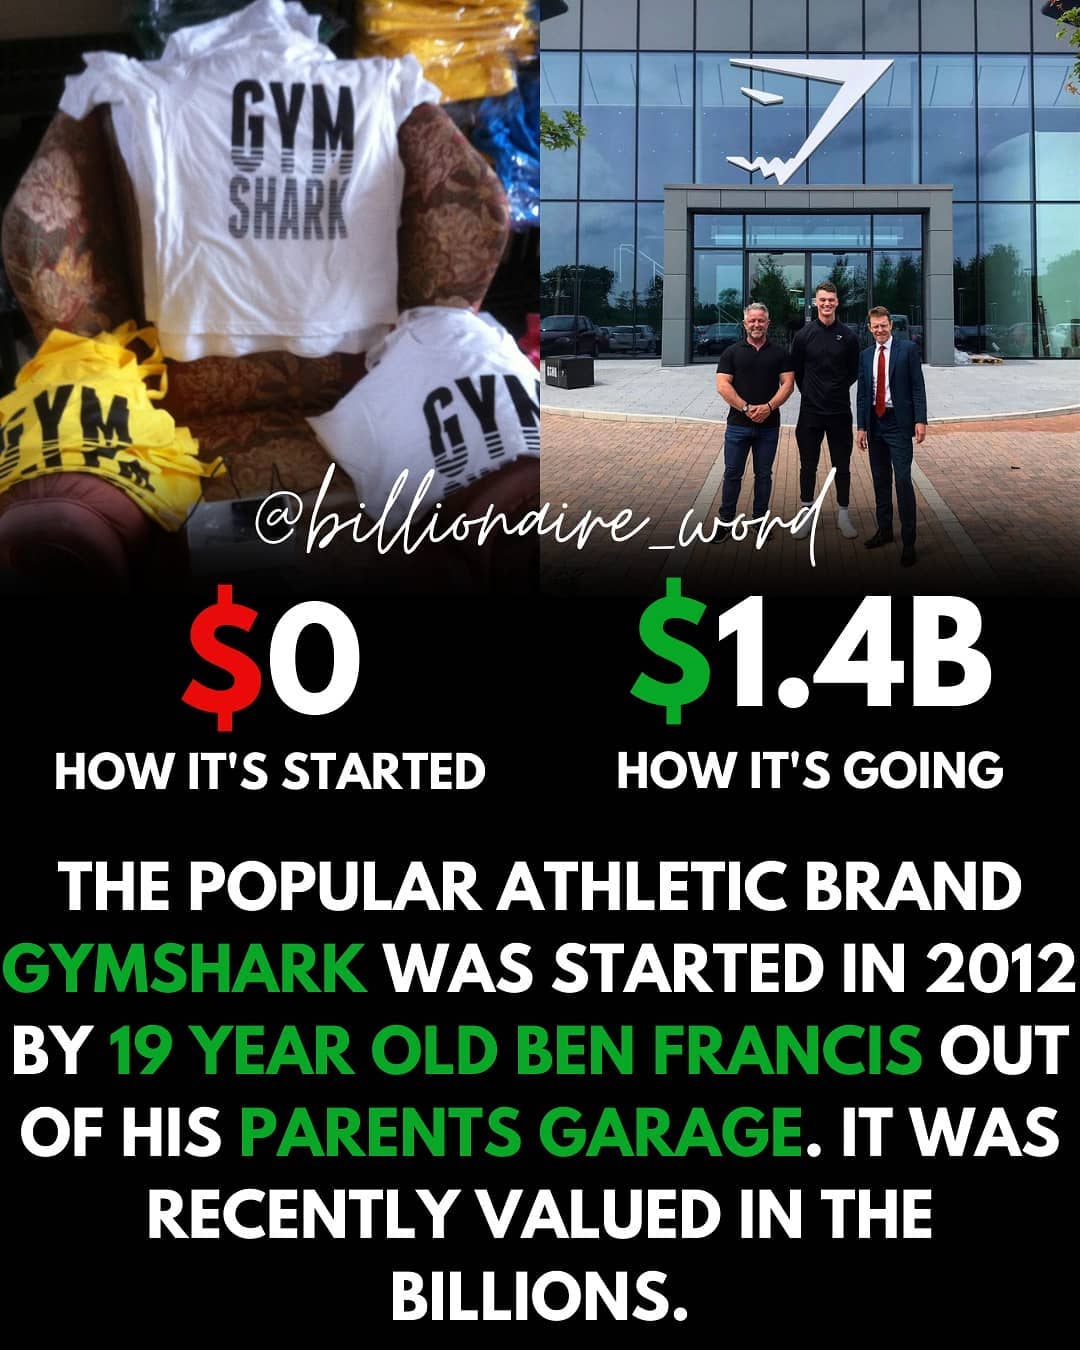 GYM
SHARK
GYM
GYM
@billionaire_word
$0
$1.4B
HOW IT'S STARTED
HOW IT'S GOING
THE POPULAR ATHLETIC BRAND
GYMSHARK WAS STARTED IN 2012
BY 19 YEAR OLD BEN FRANCIS OUT
OF HIS PARENTS GARAGE. IT WAS
RECENTLY VALUED IN THE
BILLIONS.